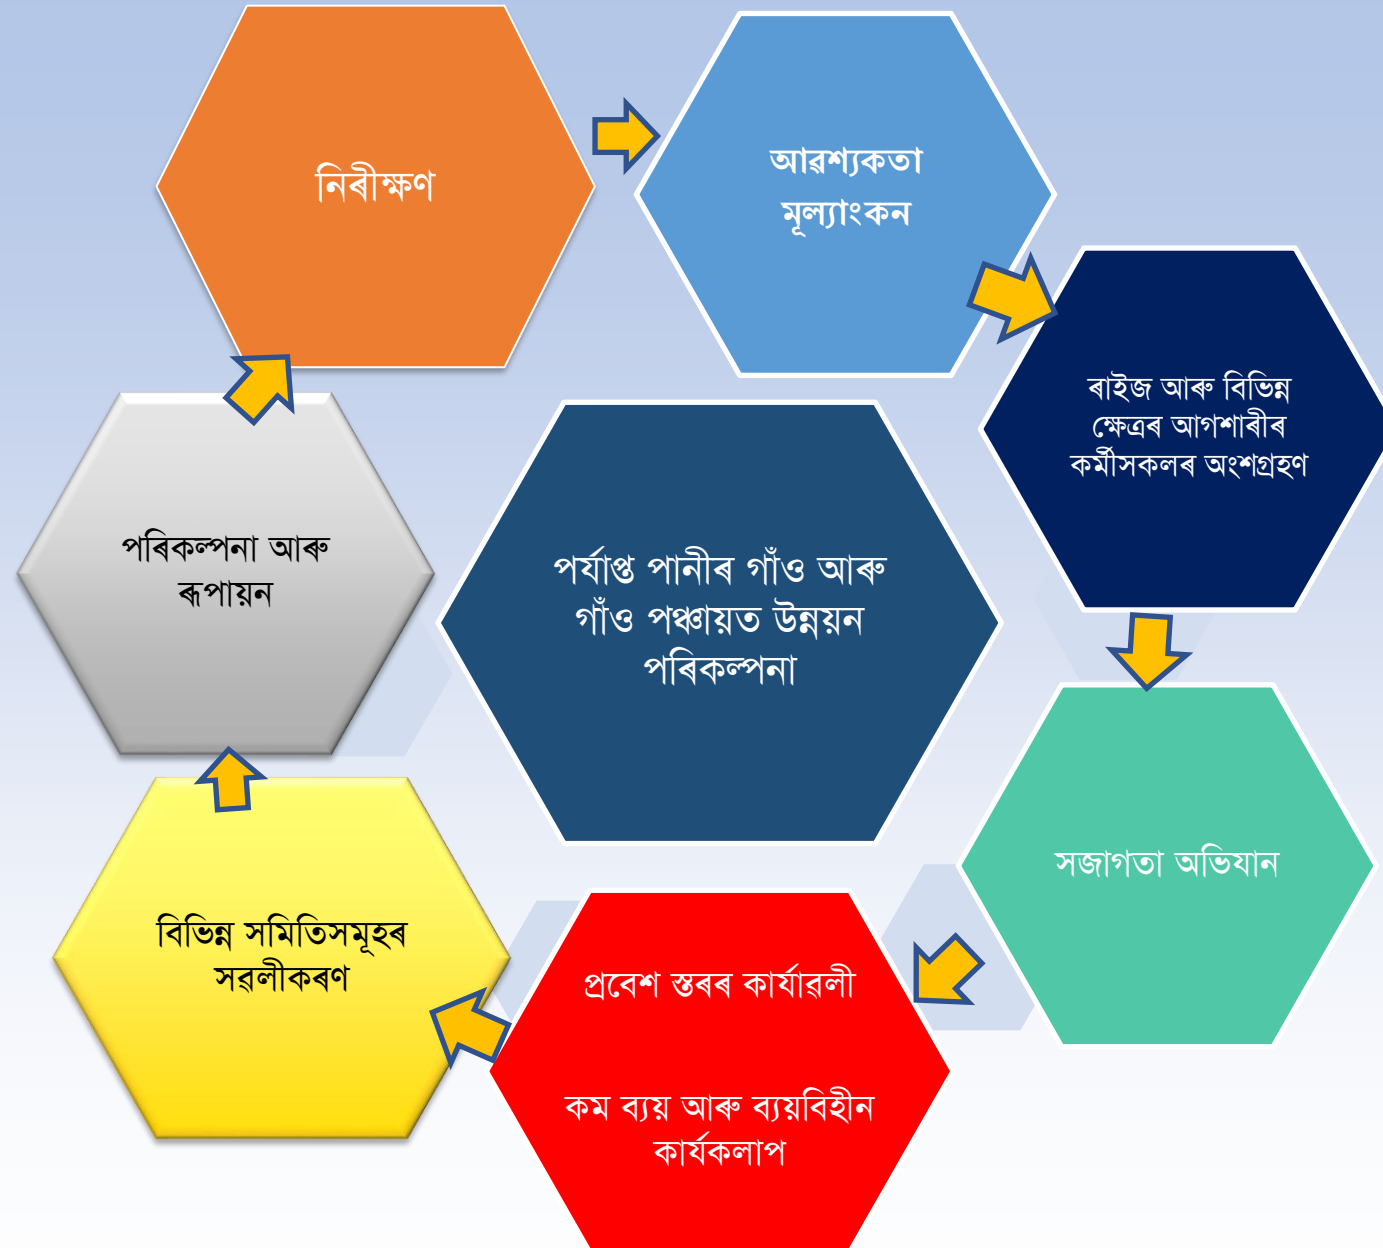 নিৰীক্ষণ
আৱশ্যকতা
মূল্যাংকন
ৰাইজ আৰু বিভিন্ন
ক্ষেত্ৰৰ আগশাৰীৰ
কৰ্মীসকলৰ অংশগ্ৰহণ
পৰিকল্পনা আৰু
ৰূপায়ন
পৰ্যাপ্ত পানীৰ গাঁও আৰু
গাঁও পঞ্চায়ত উন্নয়ন
পৰিকল্পনা
সজাগতা অভিযান
বিভিন্ন সমিতিসমূহৰ
সৱলীকৰণ
প্ৰবেশ স্তৰৰ কাৰ্যাৱলী
কম ব্যয় আৰু ব্যয়বিহীন
কাৰ্যকলাপ